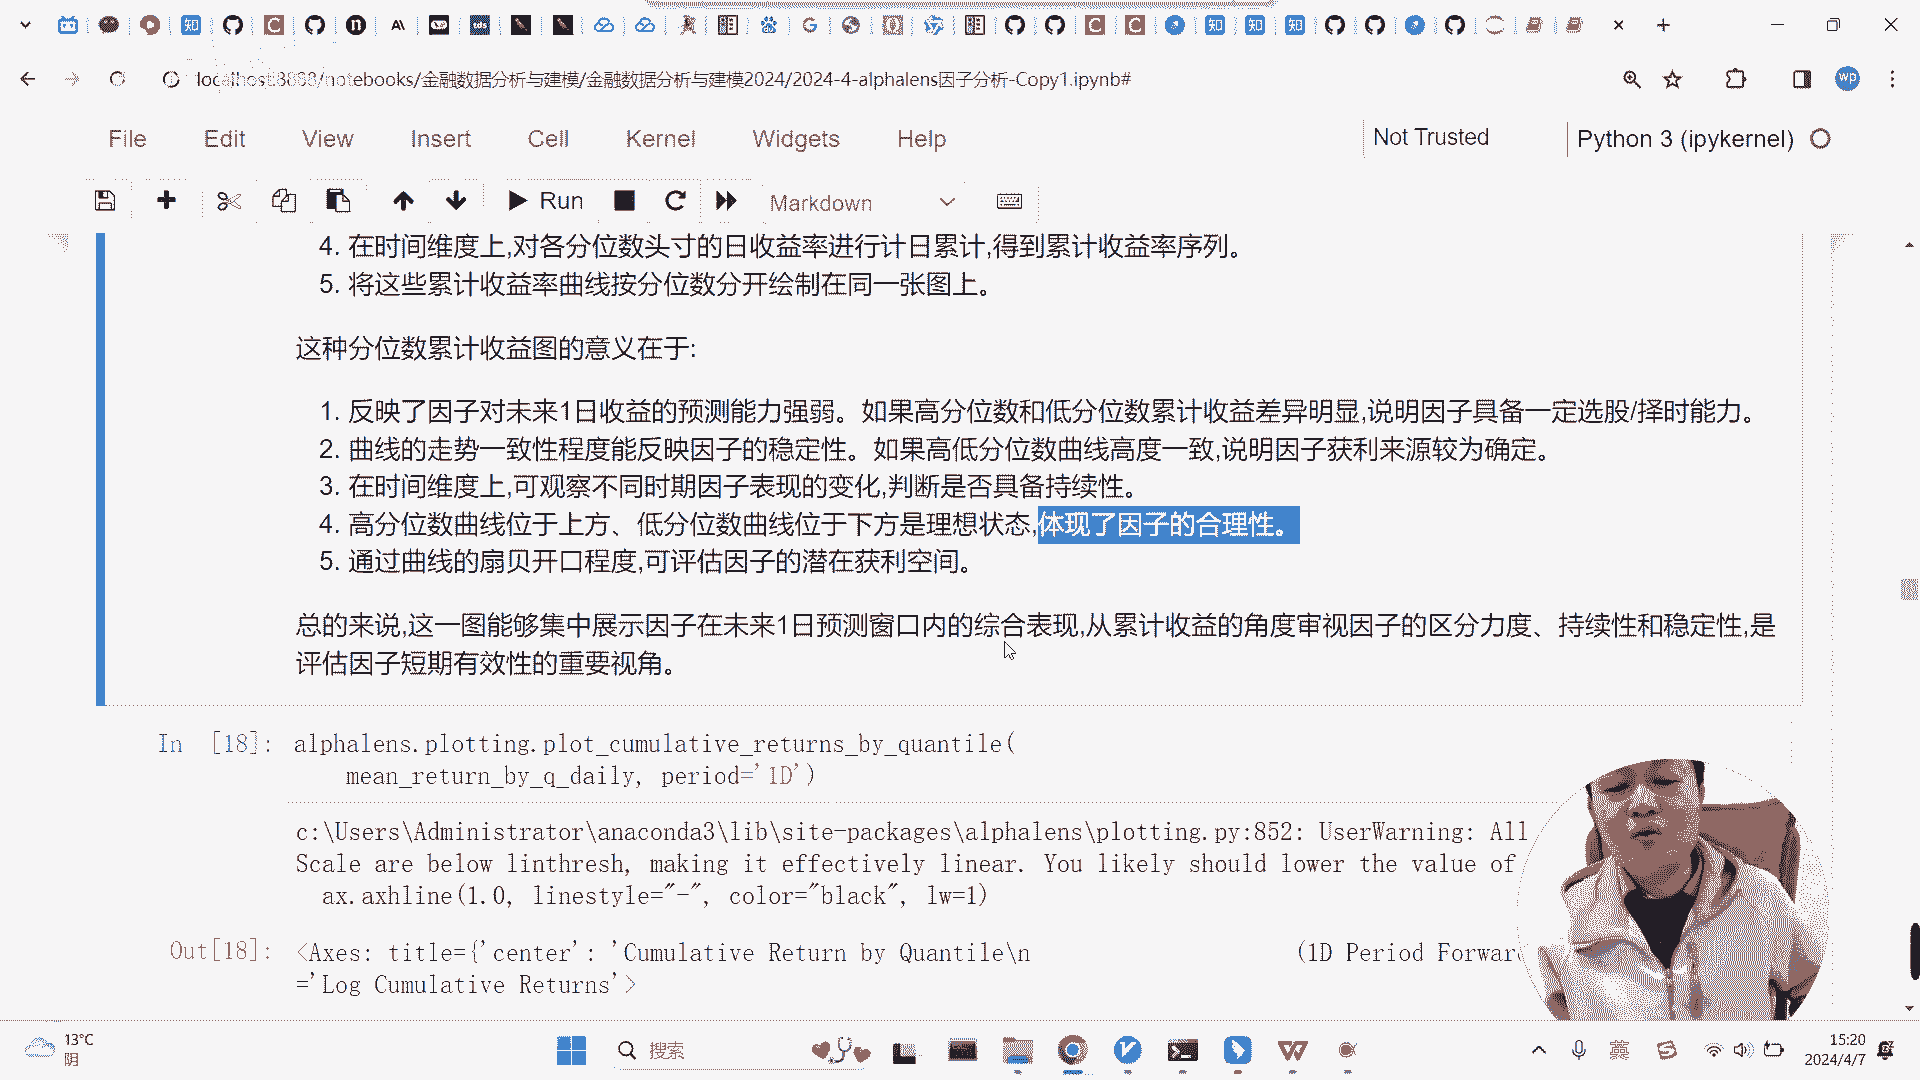 localhost:8888/notebooks/金融数据分析与建模/金融数据分析与建模2024/2024-4-alphalens因子分析-Copy1.ipynb#
wp
File Edit View Insert Cell Kernel Widgets Help
Not Trusted
Python 3 (ipykernel)
Run
Markdown
4. 在时间维度上,对各分位数头寸的日收益率进行计日累计,得到累计收益率序列。
5. 将这些累计收益率曲线按分位数分开绘制在同一张图上。
这种分位数累计收益图的意义在于:
1. 反映了因子对未来1日收益的预测能力强弱。如果高分位数和低分位数累计收益差异明显,说明因子具备一定选股/择时能力。
2. 曲线的走势一致性程度能反映因子的稳定性。如果高低分位数曲线高度一致,说明因子获利来源较为确定。
3. 在时间维度上,可观察不同时期因子表现的变化,判断是否具备持续性。
4. 高分位数曲线位于上方、低分位数曲线位于下方是理想状态,体现了因子的合理性。
5. 通过曲线的扇贝开口程度,可评估因子的潜在获利空间。
总的来说,这一图能够集中展示因子在未来1日预测窗口内的综合表现,从累计收益的角度审视因子的区分力度、持续性和稳定性,是
评估因子短期有效性的重要视角。
In [18]: alphalens.plotting.plot_cumulative_returns_by_quantile(
mean_return_by_q_daily, period='1D')
c:\Users\Administrator\anaconda3\lib\site-packages\alphalens\plotting.py:852: UserWarning: All
Scale are below linthresh, making it effectively linear. You likely should lower the value of
ax.axhline(1.0, linestyle="-", color="black", lw=1)
Out[18]: <Axes: title={'center': 'Cumulative Return by Quantile\n (1D Period Forwar
='Log Cumulative Returns'>
13°C
阴
搜索
英
15:20
2024/4/7